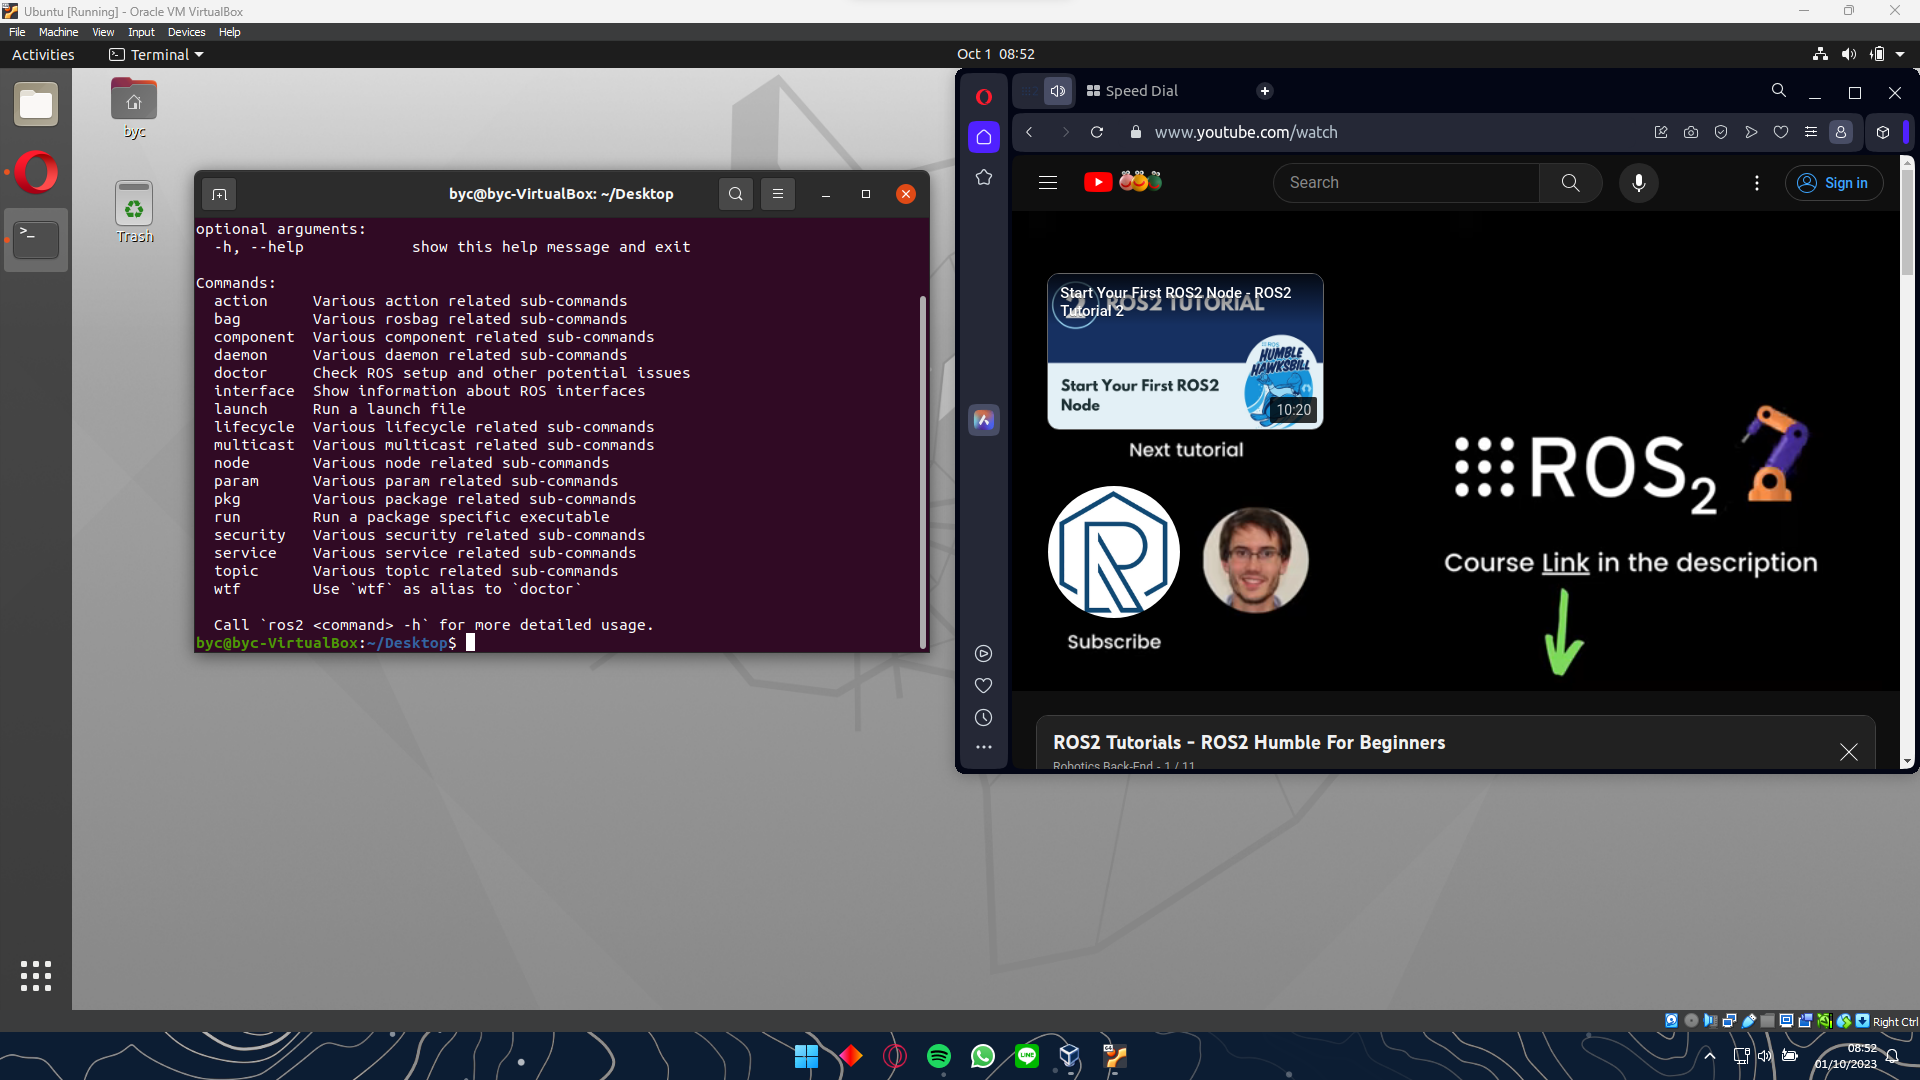 Ubuntu [Running] - Oracle VM VirtualBox
File Machine View Input Devices Help
Activities Terminal Oct 1 08:52
byc
Trash
byc@byc-VirtualBox: ~/Desktop
optional arguments:
-h, --help show this help message and exit
Commands:
action Various action related sub-commands
bag Various rosbag related sub-commands
component Various component related sub-commands
daemon Various daemon related sub-commands
doctor Check ROS setup and other potential issues
interface Show information about ROS interfaces
launch Run a launch file
lifecycle Various lifecycle related sub-commands
multicast Various multicast related sub-commands
node Various node related sub-commands
param Various param related sub-commands
pkg Various package related sub-commands
run Run a package specific executable
security Various security related sub-commands
service Various service related sub-commands
topic Various topic related sub-commands
wtf Use `wtf` as alias to `doctor`
Call `ros2 <command> -h` for more detailed usage.
byc@byc-VirtualBox:~/Desktop$
Speed Dial
www.youtube.com/watch
Search
Sign in
Start Your First ROS2 Node - ROS2
Tutorial 2
ROS2 TUTORIAL
HUMBLE
HAWKSBILL
Start Your First ROS2
Node
10:20
Next tutorial
Subscribe
ROS2
Course Link in the description
ROS2 Tutorials - ROS2 Humble For Beginners
Robotics Back-End - 1 / 11
Right Ctrl
LINE
08:52
01/10/2023